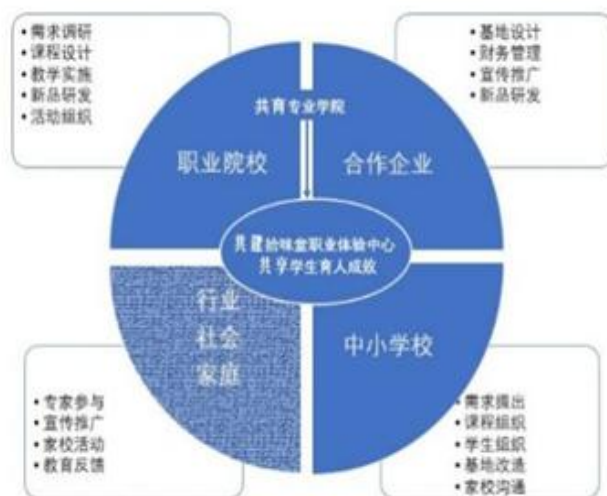 • 需求调研
• 课程设计
• 教学实施
• 新品研发
• 活动组织
• 基地设计
• 财务管理
• 宣传推广
• 新品研发
共育专业学院
职业院校
合作企业
共建拾味堂职业体验中心
共享学生育人成效
行业
社会
家庭
中小学校
• 专家参与
• 宣传推广
• 家校活动
• 教育反馈
• 需求提出
• 课程组织
• 学生组织
• 基地改造
• 家校沟通